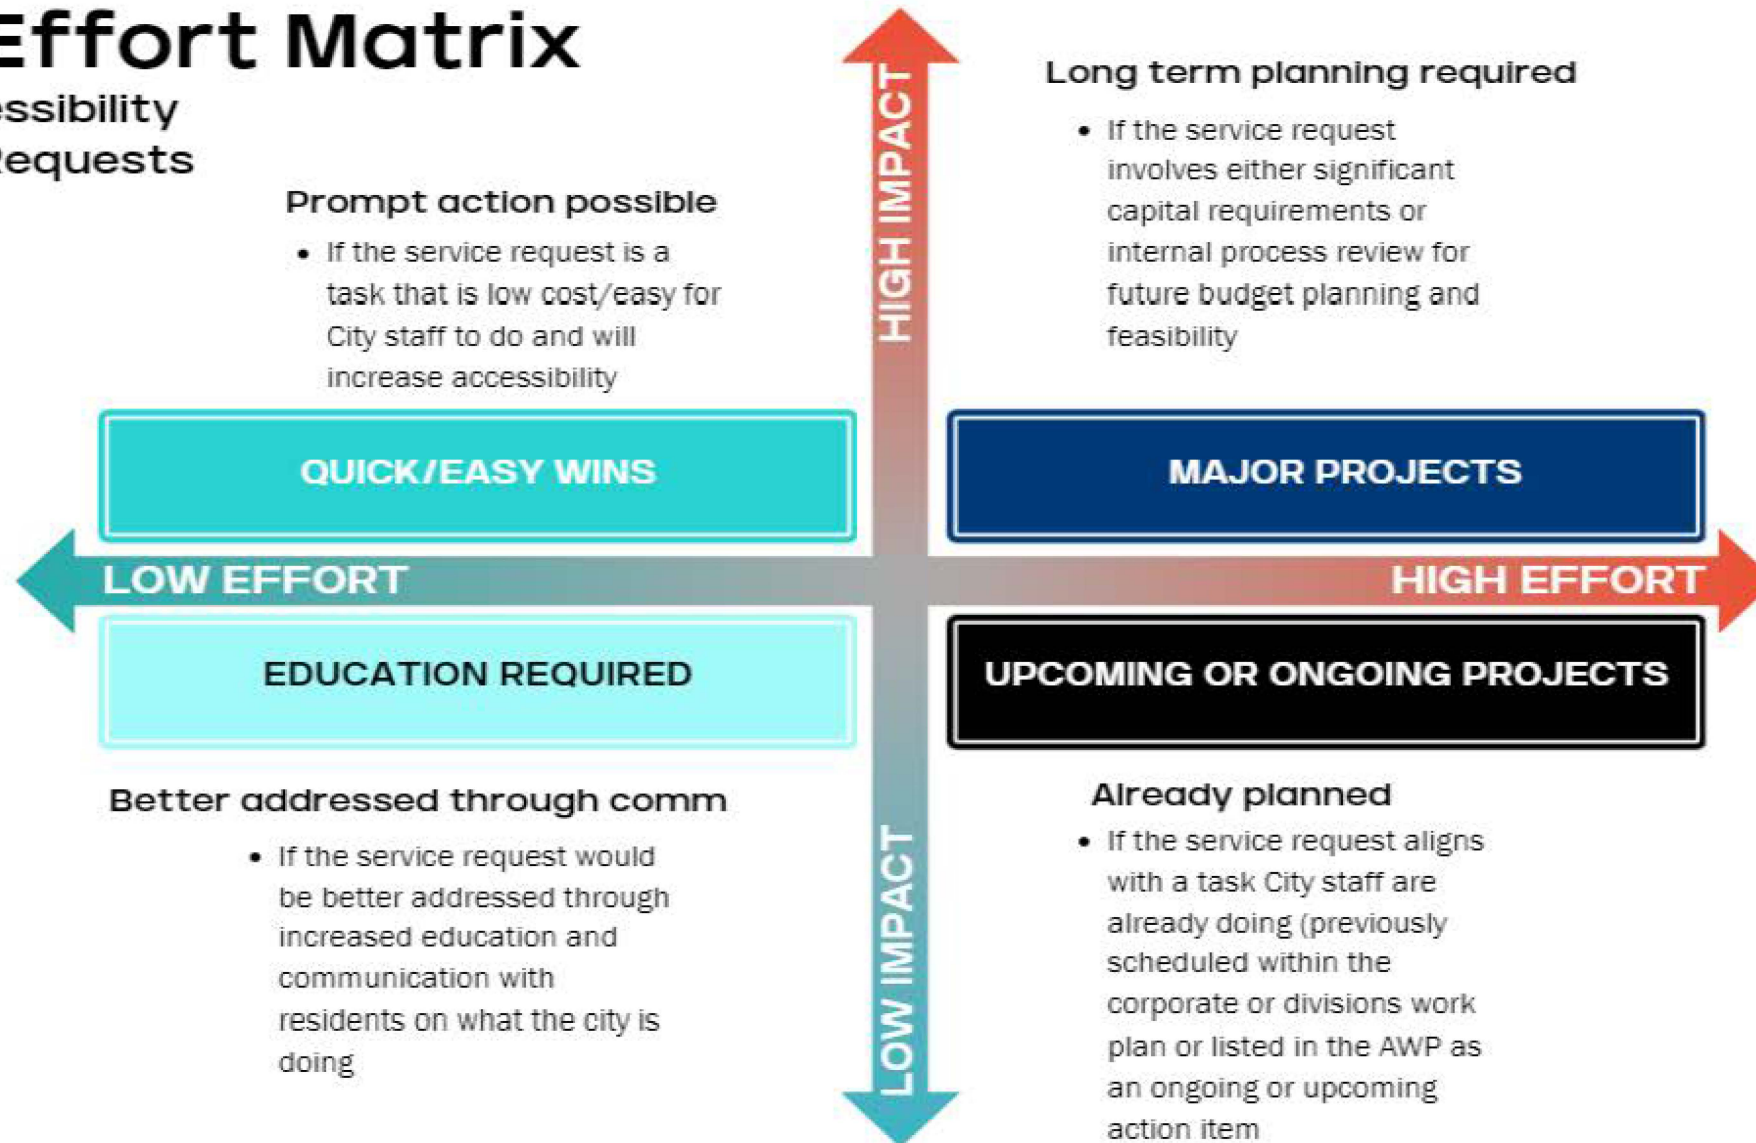 Effort Matrix
essibility
Requests
Prompt action possible
• If the service request is a
task that is low cost/easy for
City staff to do and will
increase accessibility
HIGH IMPACT
Long term planning required
• If the service request
involves either significant
capital requirements or
internal process review for
future budget planning and
feasibility
QUICK/EASY WINS
MAJOR PROJECTS
LOW EFFORT
HIGH EFFORT
EDUCATION REQUIRED
UPCOMING OR ONGOING PROJECTS
Better addressed through comm
• If the service request would
be better addressed through
increased education and
communication with
residents on what the city is
doing
LOW IMPACT
Already planned
• If the service request aligns
with a task City staff are
already doing (previously
scheduled within the
corporate or divisions work
plan or listed in the AWP as
an ongoing or upcoming
action item